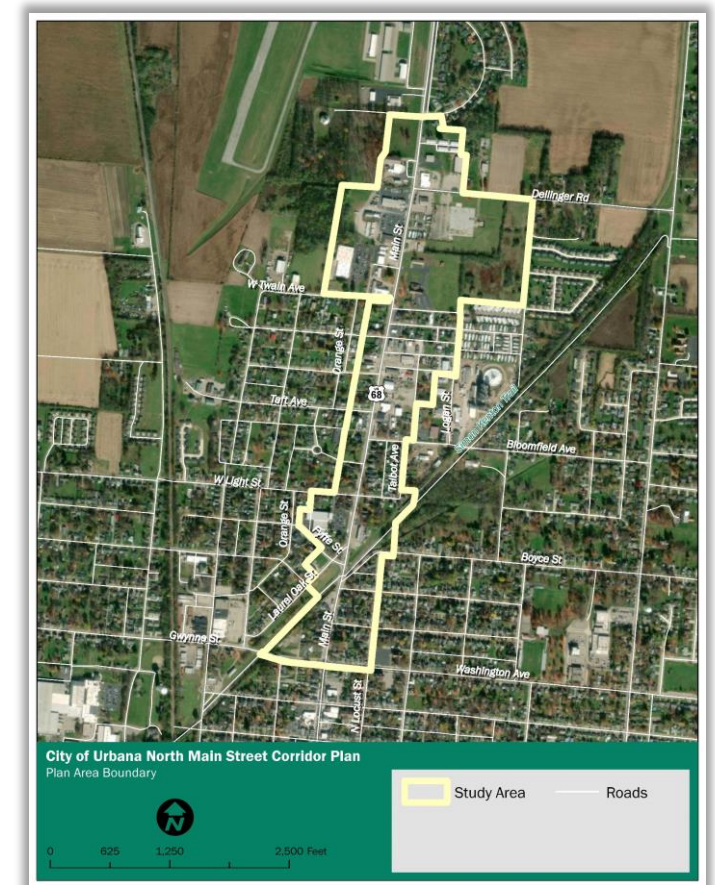 Dellinger Rd
Main St
W Twain Ave
Orange St
68
Taft Ave
Logan St
Bloomfield Ave
Talbot Ave
W Light St
Orange St
Fyffe St
Boyce St
Laurel Oak St
Main St
Gwynne St
Washington Ave
N Locust St
City of Urbana North Main Street Corridor Plan
Plan Area Boundary
N
Study Area
Roads
0 625 1,250 2,500 Feet